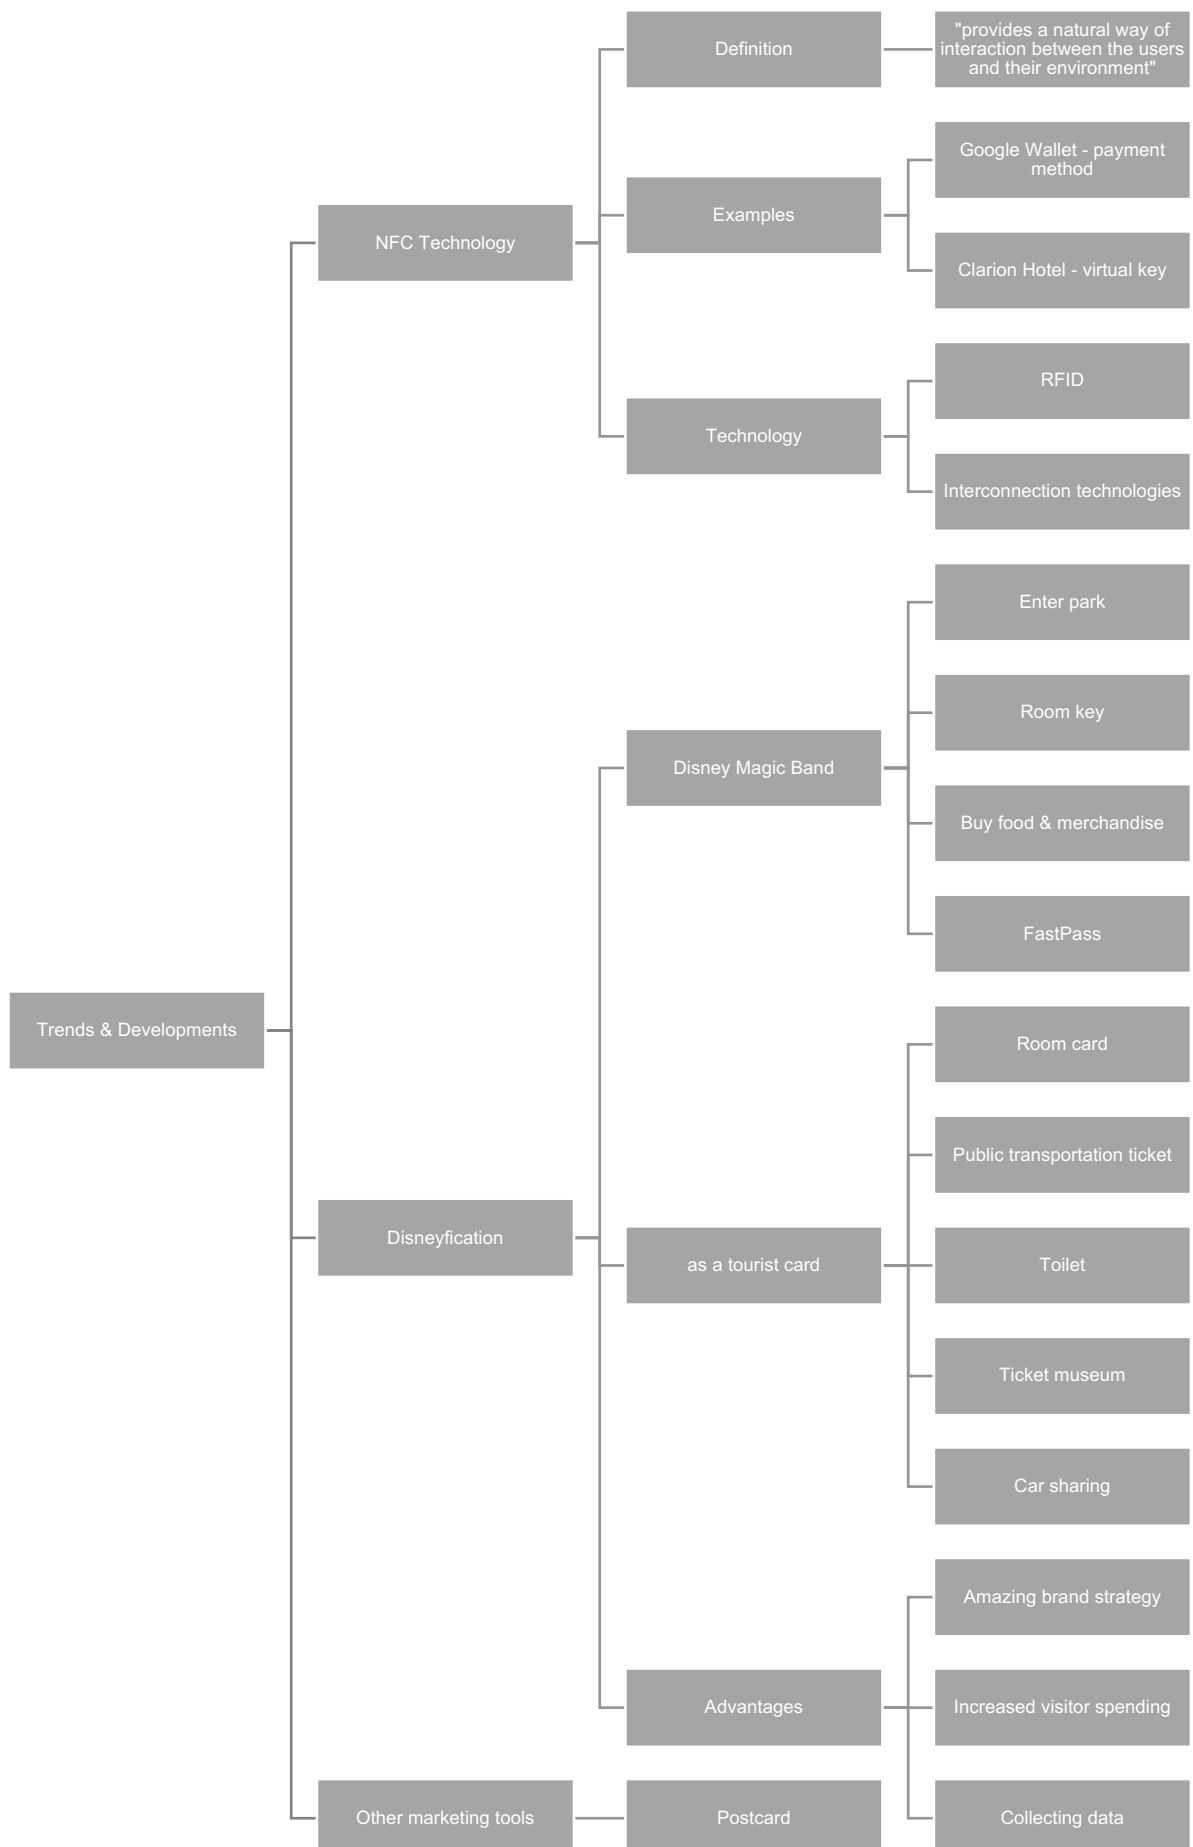 Definition
"provides a natural way of
interaction between the users
and their environment"
Google Wallet - payment
method
NFC Technology
Examples
Clarion Hotel - virtual key
RFID
Technology
Interconnection technologies
Enter park
Room key
Disney Magic Band
Buy food & merchandise
FastPass
Trends & Developments
Room card
Public transportation ticket
Disneyfication
as a tourist card
Toilet
Ticket museum
Car sharing
Amazing brand strategy
Advantages
Increased visitor spending
Other marketing tools
Postcard
Collecting data